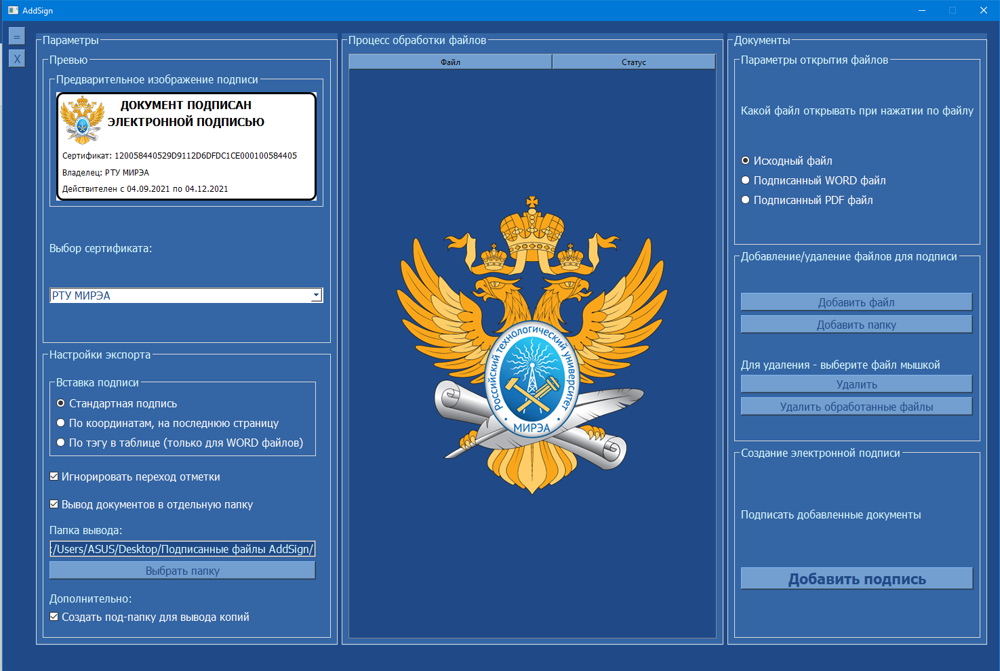 AddSign
=
X
Параметры
Превью
Предварительное изображение подписи
ДОКУМЕНТ ПОДПИСАН
ЭЛЕКТРОННОЙ ПОДПИСЬЮ
Сертификат: 120058440529D9112D6DFDC1CE000100584405
Владелец: РТУ МИРЭА
Действителен с 04.09.2021 по 04.12.2021
Выбор сертификата:
РТУ МИРЭА
Настройки экспорта
Вставка подписи
Стандартная подпись
По координатам, на последнюю страницу
По тэгу в таблице (только для WORD файлов)
Игнорировать переход отметки
Вывод документов в отдельную папку
Папка вывода:
:/Users/ASUS/Desktop/Подписанные файлы AddSign/
Выбрать папку
Дополнительно:
Создать под-папку для вывода копий
Процесс обработки файлов
Файл Статус
Российский технологический университет
МИРЭА
Документы
Параметры открытия файлов
Какой файл открывать при нажатии по файлу
Исходный файл
Подписанный WORD файл
Подписанный PDF файл
Добавление/удаление файлов для подписи
Добавить файл
Добавить папку
Для удаления - выберите файл мышкой
Удалить
Удалить обработанные файлы
Создание электронной подписи
Подписать добавленные документы
Добавить подпись